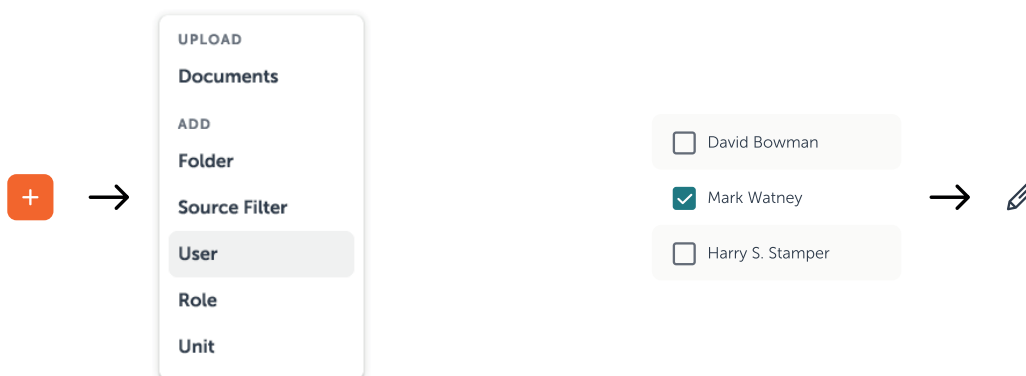 UPLOAD
Documents
ADD
Folder
Source Filter
User
Role
Unit
David Bowman
Mark Watney
Harry S. Stamper